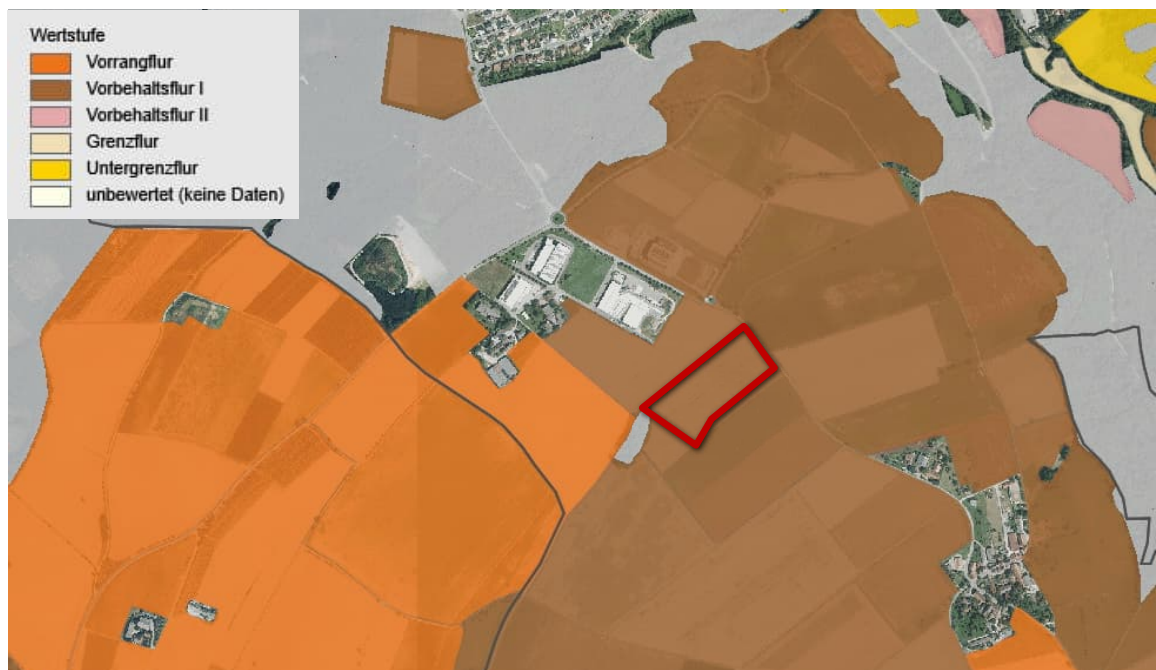 Wertstufe
Vorrangflur
Vorbehaltsflur I
Vorbehaltsflur II
Grenzflur
Untergrenzflur
unbewertet (keine Daten)